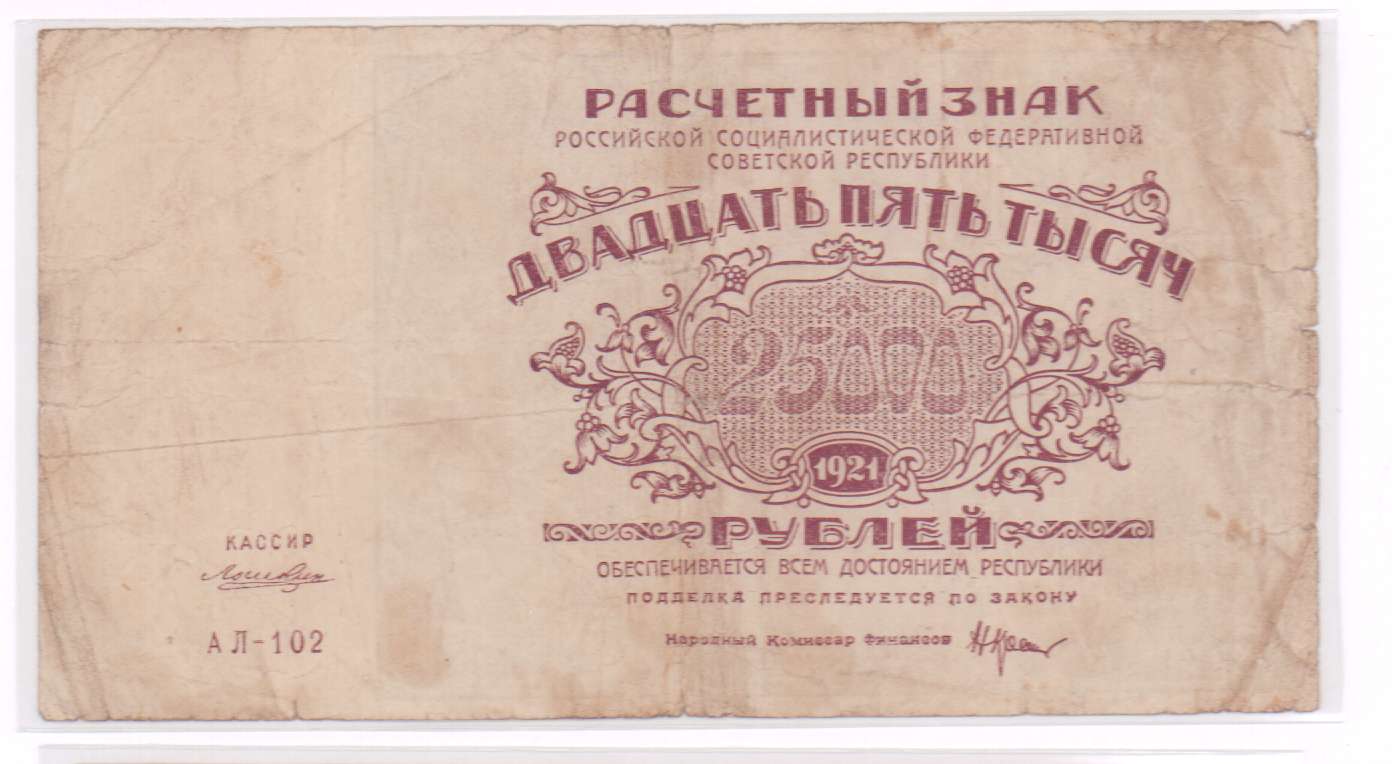 РАСЧЕТНЫЙ ЗНАК
РОССИЙСКОЙ СОЦИАЛИСТИЧЕСКОЙ ФЕДЕРАТИВНОЙ
СОВЕТСКОЙ РЕСПУБЛИКИ
ДВАДЦАТЬ ПЯТЬ ТЫСЯЧ
25000
1921
РУБЛЕЙ
ОБЕСПЕЧИВАЕТСЯ ВСЕМ ДОСТОЯНИЕМ РЕСПУБЛИКИ
ПОДДЕЛКА ПРЕСЛЕДУЕТСЯ ПО ЗАКОНУ
Народный Комиссар Финансов
КАССИР
АЛ-102